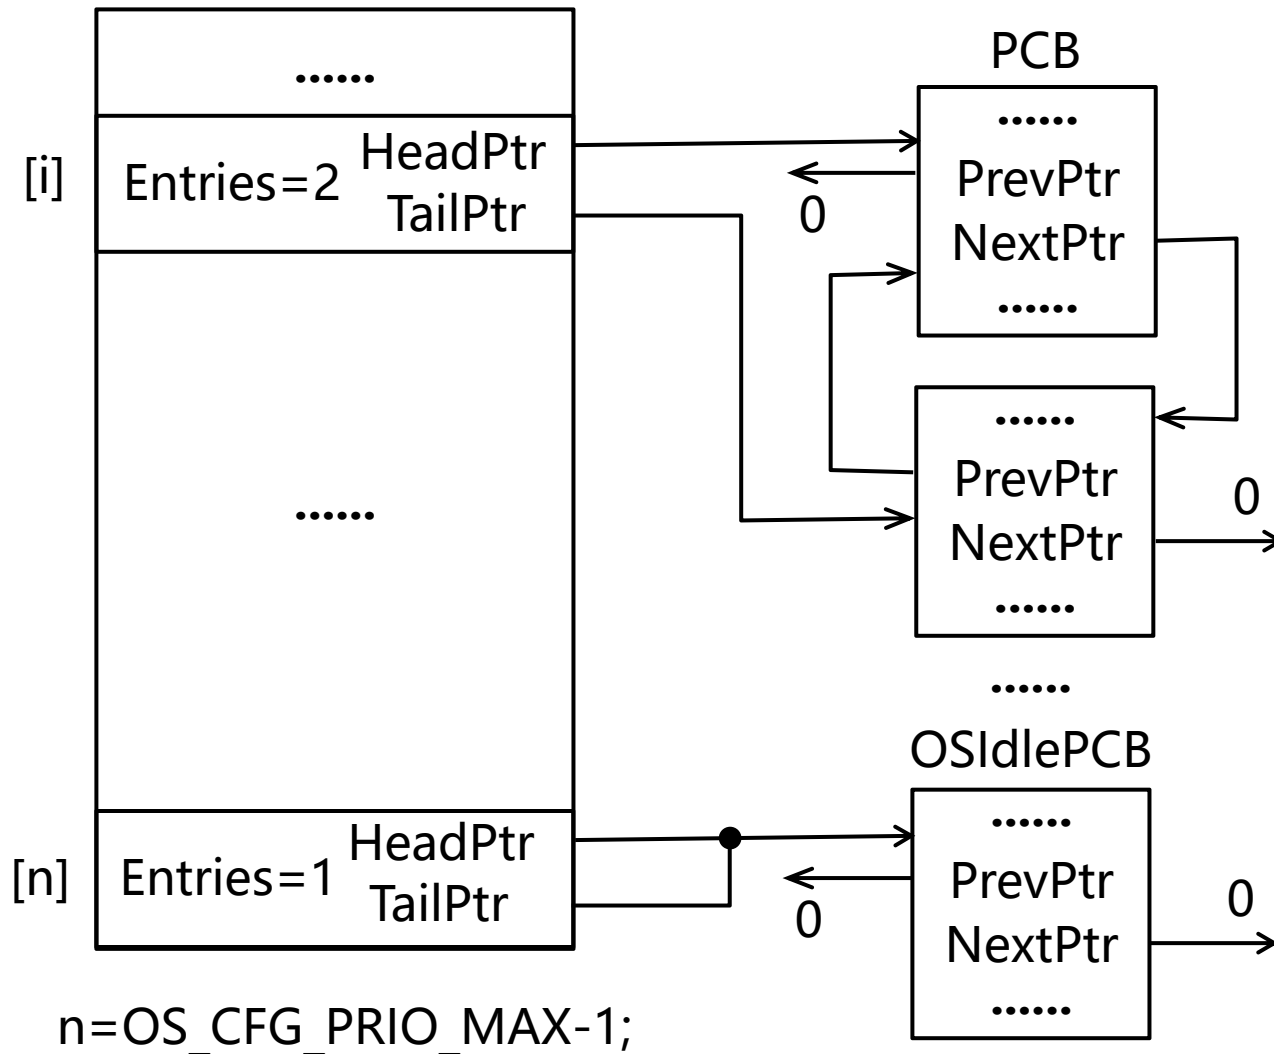 ......
[i]
Entries=2
HeadPtr
TailPtr
......
[n]
Entries=1
HeadPtr
TailPtr
n=OS_CFG_PRIO_MAX-1;
PCB
......
PrevPtr
NextPtr
......
0
......
PrevPtr
NextPtr
......
0
......
OSIdlePCB
......
PrevPtr
NextPtr
......
0
0